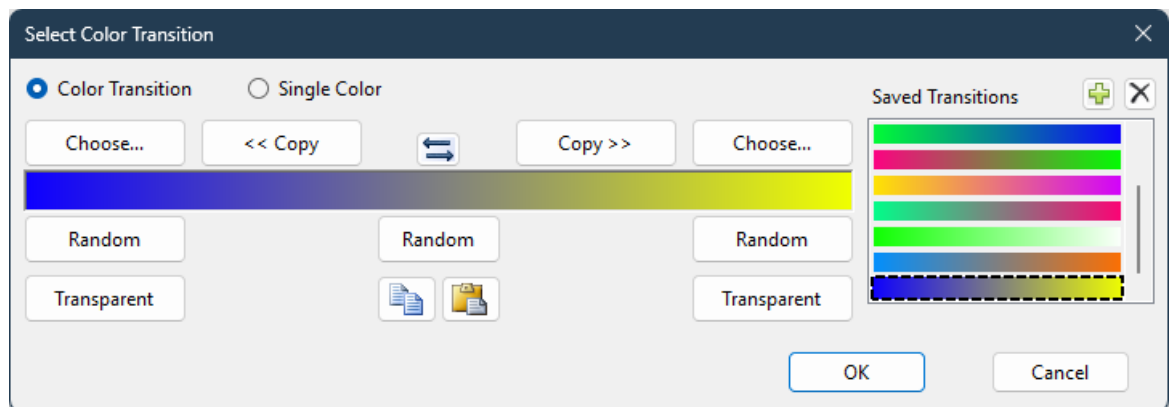 Select Color Transition
Color Transition
Single Color
Saved Transitions
Choose...
<< Copy
Copy >>
Choose...
Random
Random
Random
Transparent
Transparent
OK
Cancel